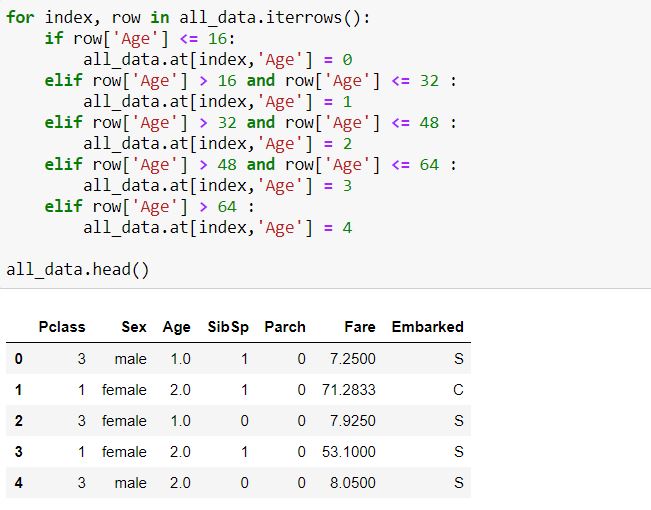 for index, row in all_data.iterrows():
    if row['Age'] <= 16:
        all_data.at[index,'Age'] = 0
    elif row['Age'] > 16 and row['Age'] <= 32 :
        all_data.at[index,'Age'] = 1
    elif row['Age'] > 32 and row['Age'] <= 48 :
        all_data.at[index,'Age'] = 2
    elif row['Age'] > 48 and row['Age'] <= 64 :
        all_data.at[index,'Age'] = 3
    elif row['Age'] > 64 :
        all_data.at[index,'Age'] = 4

all_data.head()

Pclass Sex Age SibSp Parch Fare Embarked
0 3 male 1.0 1 0 7.2500 S
1 1 female 2.0 1 0 71.2833 C
2 3 female 1.0 0 0 7.9250 S
3 1 female 2.0 1 0 53.1000 S
4 3 male 2.0 0 0 8.0500 S